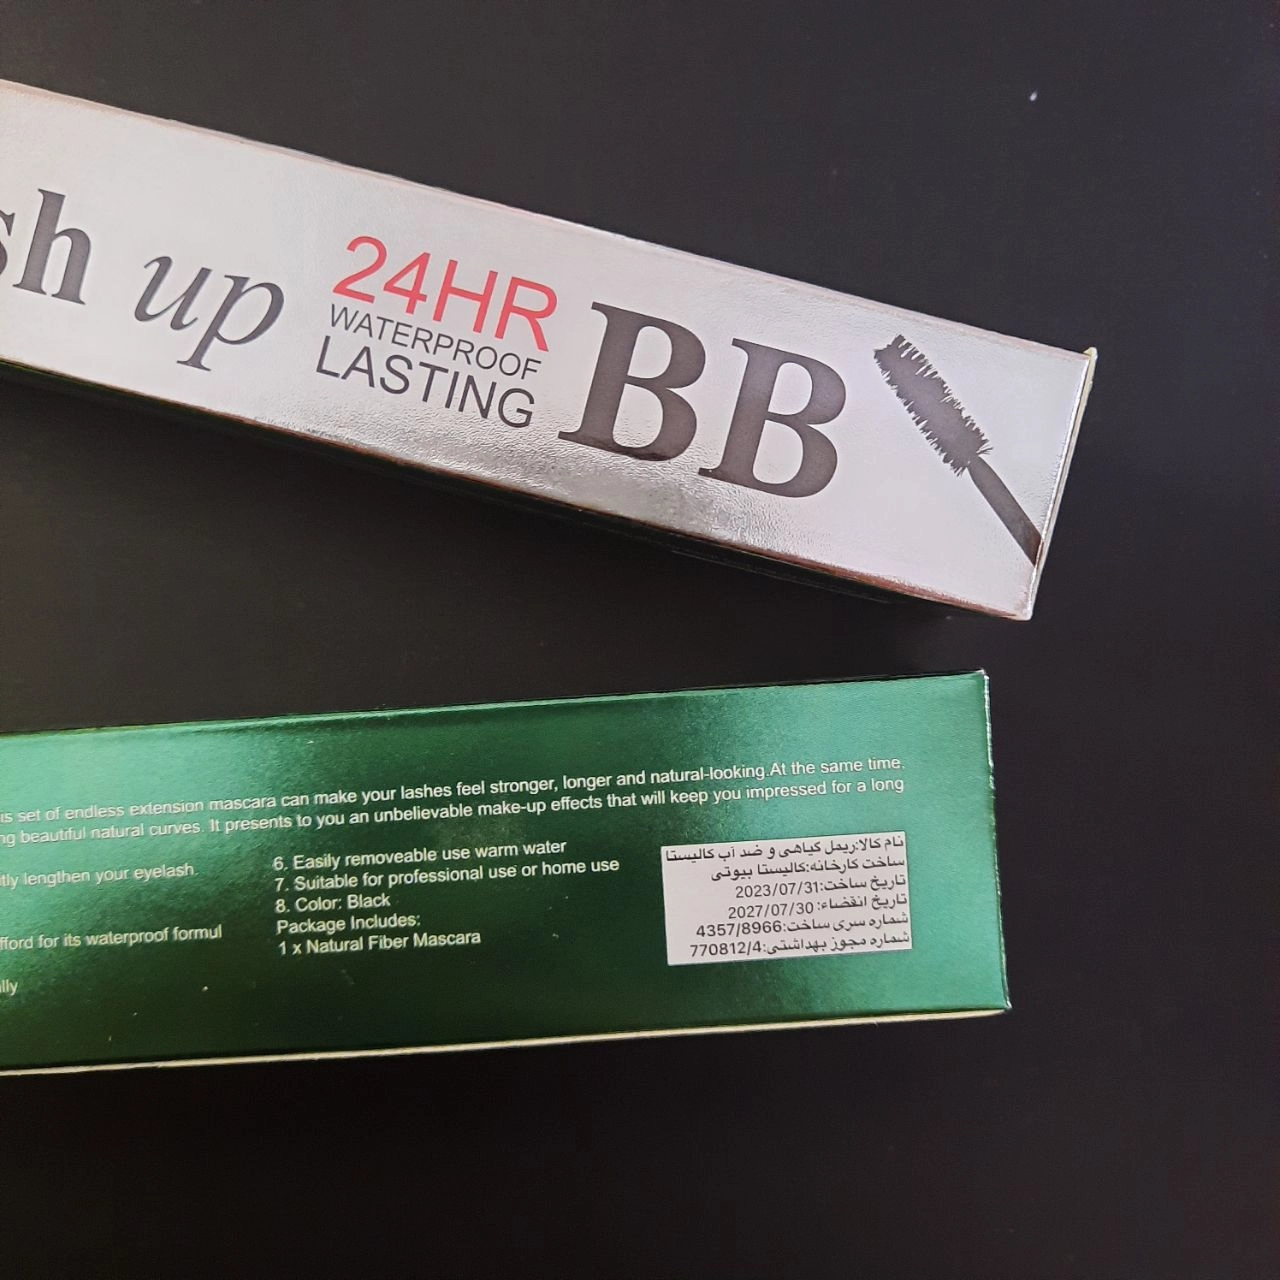 sh up
24HR
WATERPROOF
LASTING
BB
is set of endless extension mascara can make your lashes feel stronger, longer and natural-looking.At the same time,
ng beautiful natural curves. It presents to you an unbelievable make-up effects that will keep you impressed for a long
tly lengthen your eyelash.
fford for its waterproof formul
lly
6. Easily removeable use warm water
7. Suitable for professional use or home use
8. Color: Black
Package Includes:
1 x Natural Fiber Mascara
نام کالا:ریمل گیاهی و ضد آب کالیستا
ساخت کارخانه:کالیستا بیوتی
تاریخ ساخت:2023/07/31
تاریخ انقضاء:2027/07/30
شماره سری ساخت:4357/8966
شماره مجوز بهداشتی:770812/4